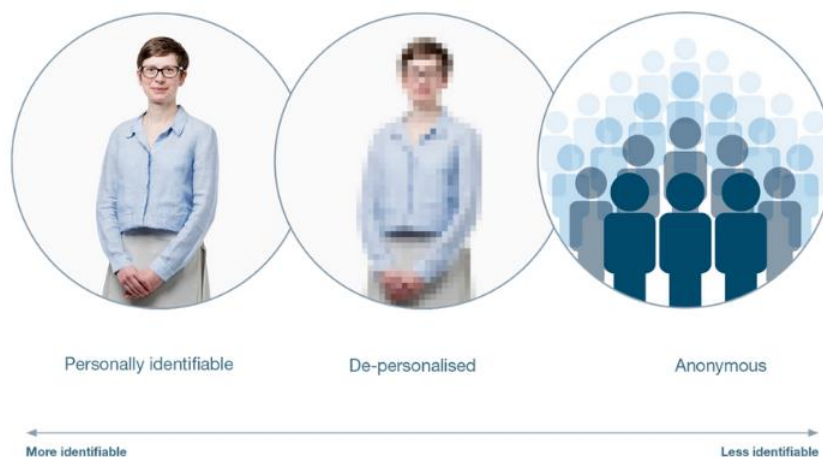 Personally identifiable
De-personalised
Anonymous
More identifiable
Less identifiable